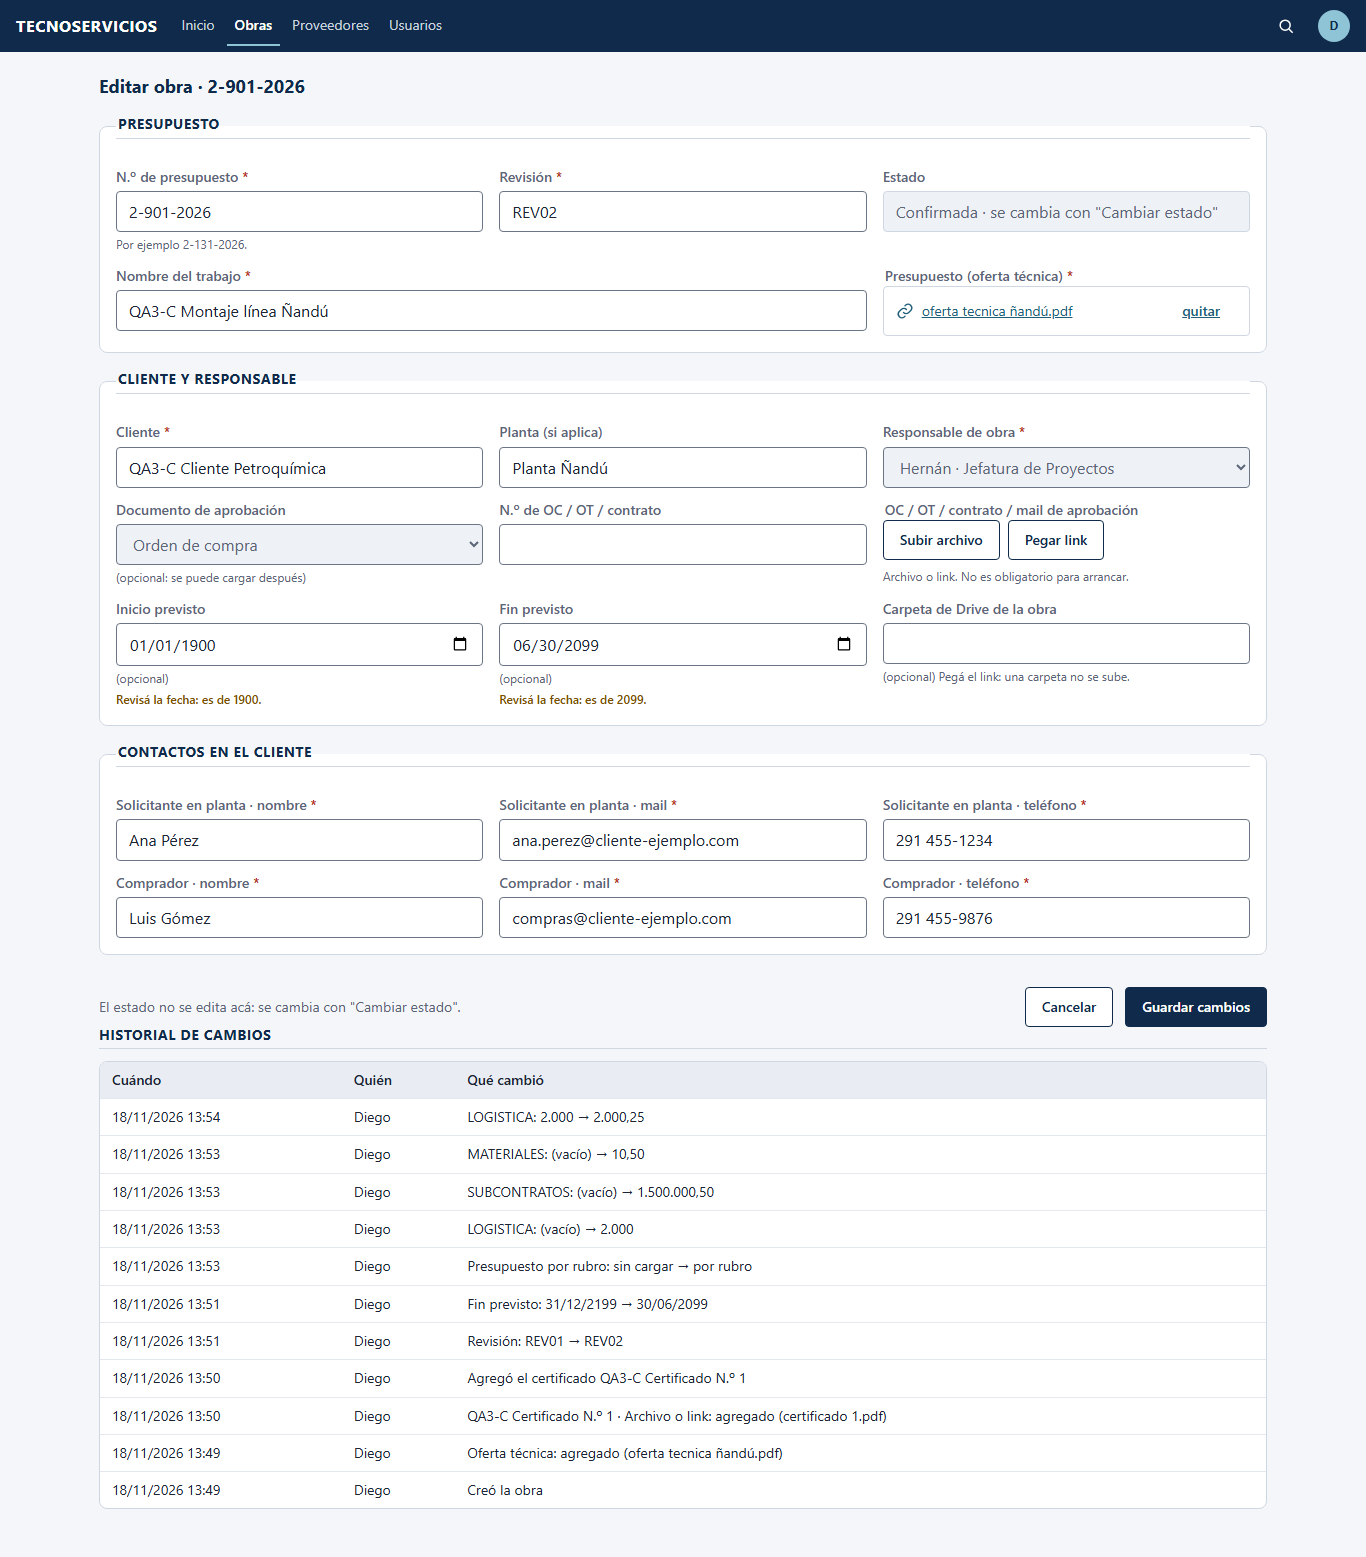 TECNOSERVICIOS Inicio Obras Proveedores Usuarios D
Editar obra · 2-901-2026
PRESUPUESTO
N.º de presupuesto * Revisión * Estado
2-901-2026 REV02 Confirmada · se cambia con "Cambiar estado"
Por ejemplo 2-131-2026.
Nombre del trabajo * Presupuesto (oferta técnica) *
QA3-C Montaje línea Ñandú oferta tecnica ñandú.pdf quitar
CLIENTE Y RESPONSABLE
Cliente * Planta (si aplica) Responsable de obra *
QA3-C Cliente Petroquímica Planta Ñandú Hernán · Jefatura de Proyectos
Documento de aprobación N.º de OC / OT / contrato OC / OT / contrato / mail de aprobación
Orden de compra Subir archivo Pegar link
(opcional: se puede cargar después) Archivo o link. No es obligatorio para arrancar.
Inicio previsto Fin previsto Carpeta de Drive de la obra
01/01/1900 06/30/2099
(opcional) (opcional) (opcional) Pegá el link: una carpeta no se sube.
Revisá la fecha: es de 1900. Revisá la fecha: es de 2099.
CONTACTOS EN EL CLIENTE
Solicitante en planta · nombre * Solicitante en planta · mail * Solicitante en planta · teléfono *
Ana Pérez ana.perez@cliente-ejemplo.com 291 455-1234
Comprador · nombre * Comprador · mail * Comprador · teléfono *
Luis Gómez compras@cliente-ejemplo.com 291 455-9876
El estado no se edita acá: se cambia con "Cambiar estado". Cancelar Guardar cambios
HISTORIAL DE CAMBIOS
Cuándo Quién Qué cambió
18/11/2026 13:54 Diego LOGISTICA: 2.000 → 2.000,25
18/11/2026 13:53 Diego MATERIALES: (vacío) → 10,50
18/11/2026 13:53 Diego SUBCONTRATOS: (vacío) → 1.500.000,50
18/11/2026 13:53 Diego LOGISTICA: (vacío) → 2.000
18/11/2026 13:53 Diego Presupuesto por rubro: sin cargar → por rubro
18/11/2026 13:51 Diego Fin previsto: 31/12/2199 → 30/06/2099
18/11/2026 13:51 Diego Revisión: REV01 → REV02
18/11/2026 13:50 Diego Agregó el certificado QA3-C Certificado N.º 1
18/11/2026 13:50 Diego QA3-C Certificado N.º 1 · Archivo o link: agregado (certificado 1.pdf)
18/11/2026 13:49 Diego Oferta técnica: agregado (oferta tecnica ñandú.pdf)
18/11/2026 13:49 Diego Creó la obra